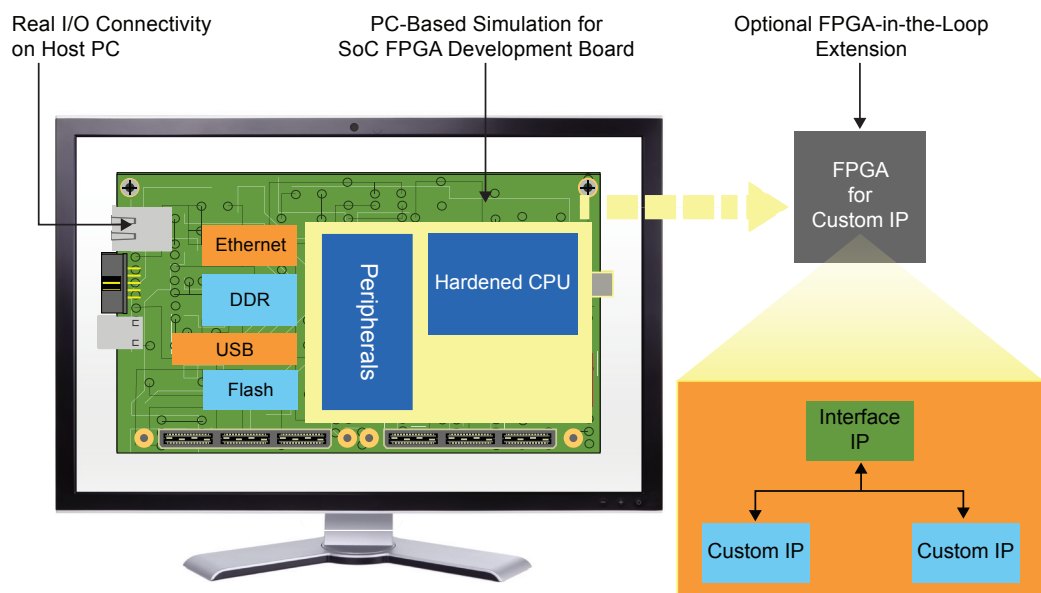 Real I/O Connectivity
on Host PC
PC-Based Simulation for
SoC FPGA Development Board
Optional FPGA-in-the-Loop
Extension
FPGA
for
Custom IP
Ethernet
DDR
USB
Flash
Peripherals
Hardened CPU
Interface
IP
Custom IP
Custom IP